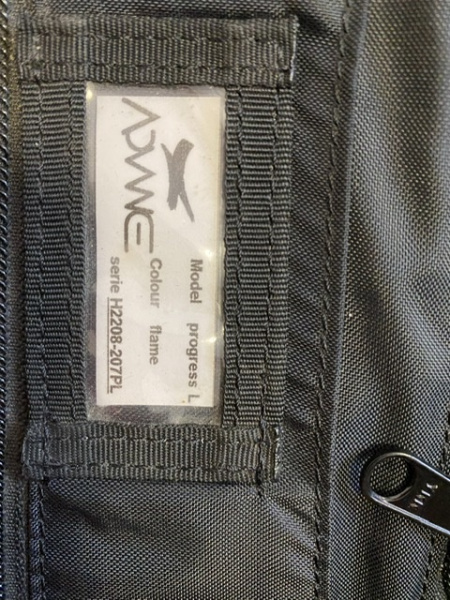 ADVANCE
Model progress L
Colour flame
serie H2208-207PL